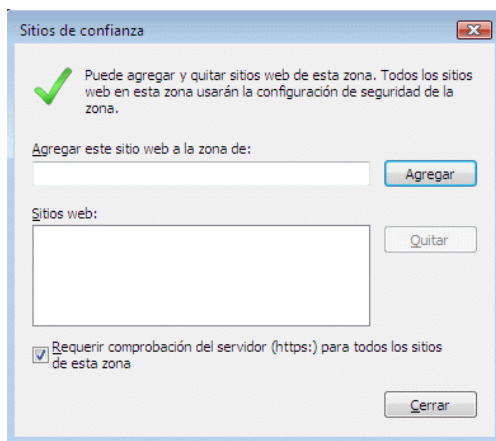 Sitios de confianza
Puede agregar y quitar sitios web de esta zona. Todos los sitios
web en esta zona usarán la configuración de seguridad de la
zona.
Agregar este sitio web a la zona de:
Agregar
Sitios web:
Quitar
Requerir comprobación del servidor (https:) para todos los sitios
de esta zona
Cerrar